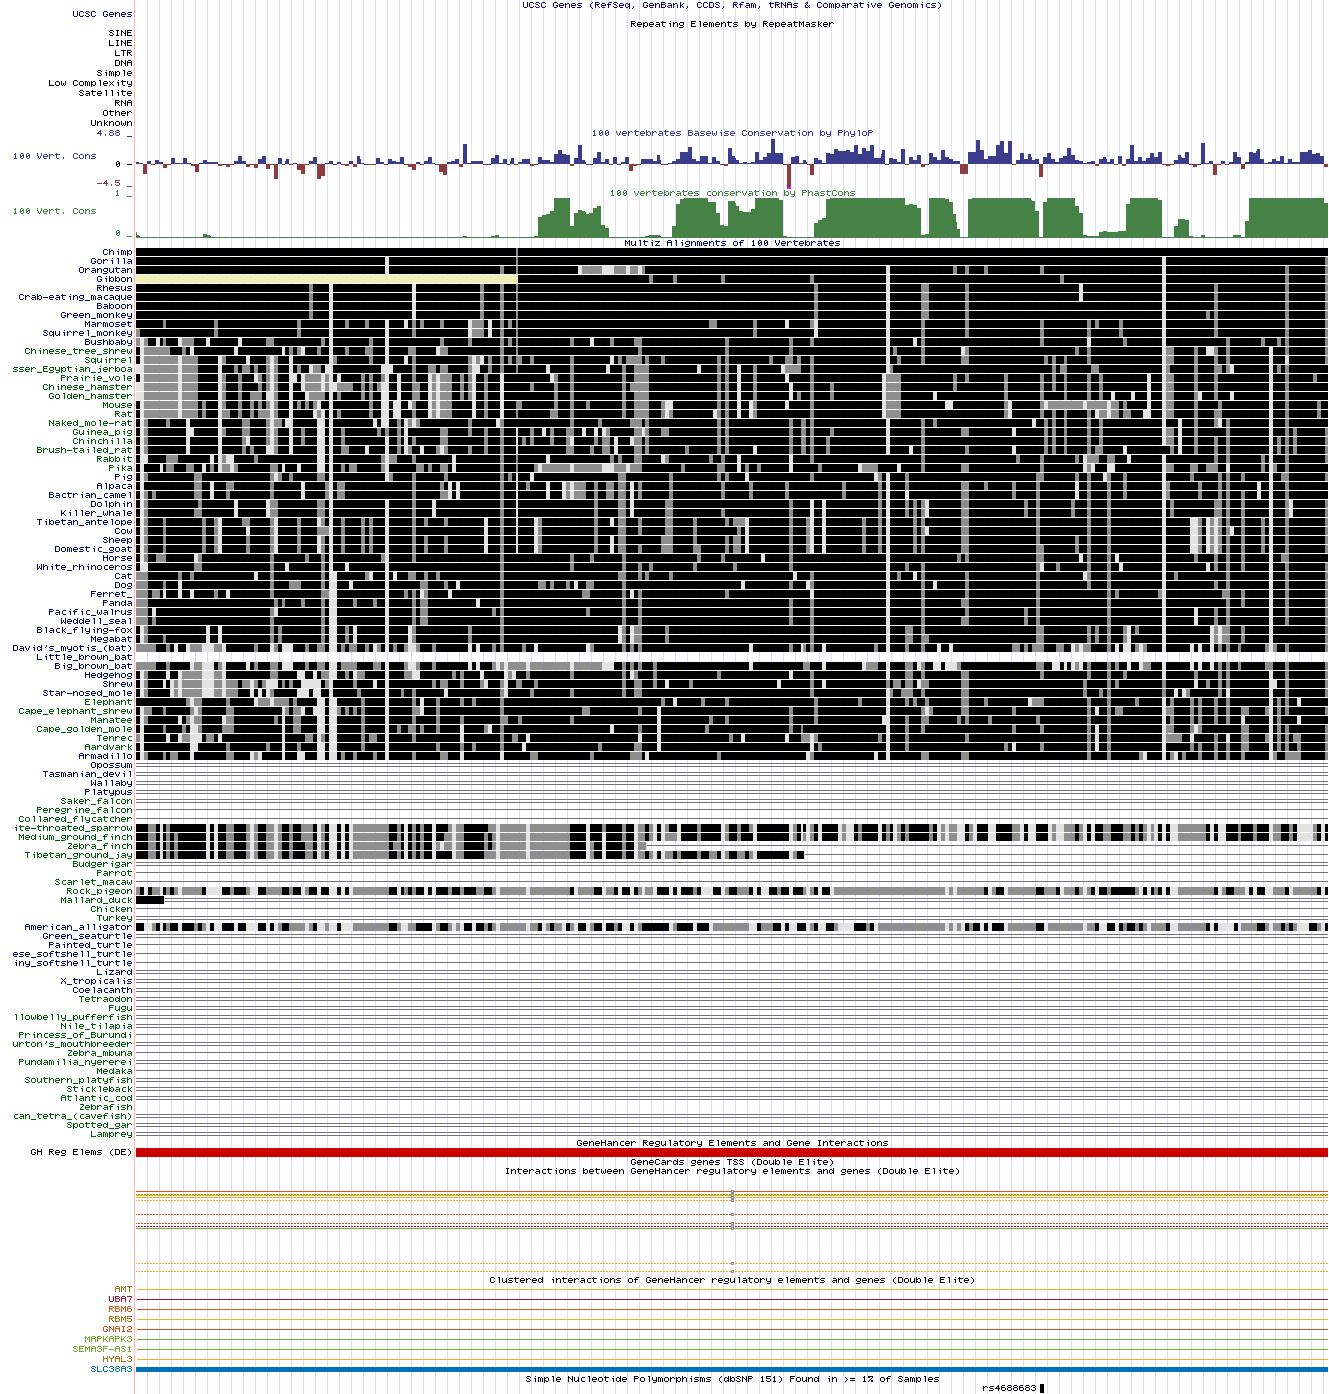 UCSC Genes (RefSeq, GenBank, CCDS, Rfam, tRNAs & Comparative Genomics)
UCSC Genes
Repeating Elements by RepeatMasker
SINE
LINE
LTR
DNA
Simple
Low Complexity
Satellite
RNA
Other
Unknown
4.88 _
100 vertebrates Basewise Conservation by PhyloP
100 Vert. Cons
0
-4.5 _
100 vertebrates conservation by PhastCons
1 _
100 Vert. Cons
0 _
Multiz Alignments of 100 Vertebrates
Chimp
Gorilla
Orangutan
Gibbon
Rhesus
Crab-eating_macaque
Baboon
Green_monkey
Marmoset
Squirrel_monkey
Bushbaby
Chinese_tree_shrew
Squirrel
sser_Egyptian_jerboa
Prairie_vole
Chinese_hamster
Golden_hamster
Mouse
Rat
Naked_mole-rat
Guinea_pig
Chinchilla
Brush-tailed_rat
Rabbit
Pika
Pig
Alpaca
Bactrian_camel
Dolphin
Killer_whale
Tibetan_antelope
Cow
Sheep
Domestic_goat
Horse
White_rhinoceros
Cat
Dog
Ferret_
Panda
Pacific_walrus
Weddell_seal
Black_flying-fox
Megabat
David's_myotis_(bat)
Little_brown_bat
Big_brown_bat
Hedgehog
Shrew
Star-nosed_mole
Elephant
Cape_elephant_shrew
Manatee
Cape_golden_mole
Tenrec
Aardvark
Armadillo
Opossum
Tasmanian_devil
Wallaby
Platypus
Saker_falcon
Peregrine_falcon
Collared_flycatcher
ite-throated_sparrow
Medium_ground_finch
Zebra_finch
Tibetan_ground_jay
Budgerigar
Parrot
Scarlet_macaw
Rock_pigeon
Mallard_duck
Chicken
Turkey
American_alligator
Green_seaturtle
Painted_turtle
ese_softshell_turtle
iny_softshell_turtle
Lizard
X_tropicalis
Coelacanth
Tetraodon
Fugu
llowbelly_pufferfish
Nile_tilapia
Princess_of_Burundi
urton's_mouthbreeder
Zebra_mbuna
Pundamilia_nyererei
Medaka
Southern_platyfish
Stickleback
Atlantic_cod
Zebrafish
can_tetra_(cavefish)
Spotted_gar
Lamprey
GeneHancer Regulatory Elements and Gene Interactions
GH Reg Elems (DE)
GeneCards genes TSS (Double Elite)
Interactions between GeneHancer regulatory elements and genes (Double Elite)
Clustered interactions of GeneHancer regulatory elements and genes (Double Elite)
AMT
UBA7
RBM6
RBM5
GNAI2
MAPKAPK3
SEMA3F-AS1
HYAL3
SLC38A3
Simple Nucleotide Polymorphisms (dbSNP 151) Found in >= 1% of Samples
rs4688683